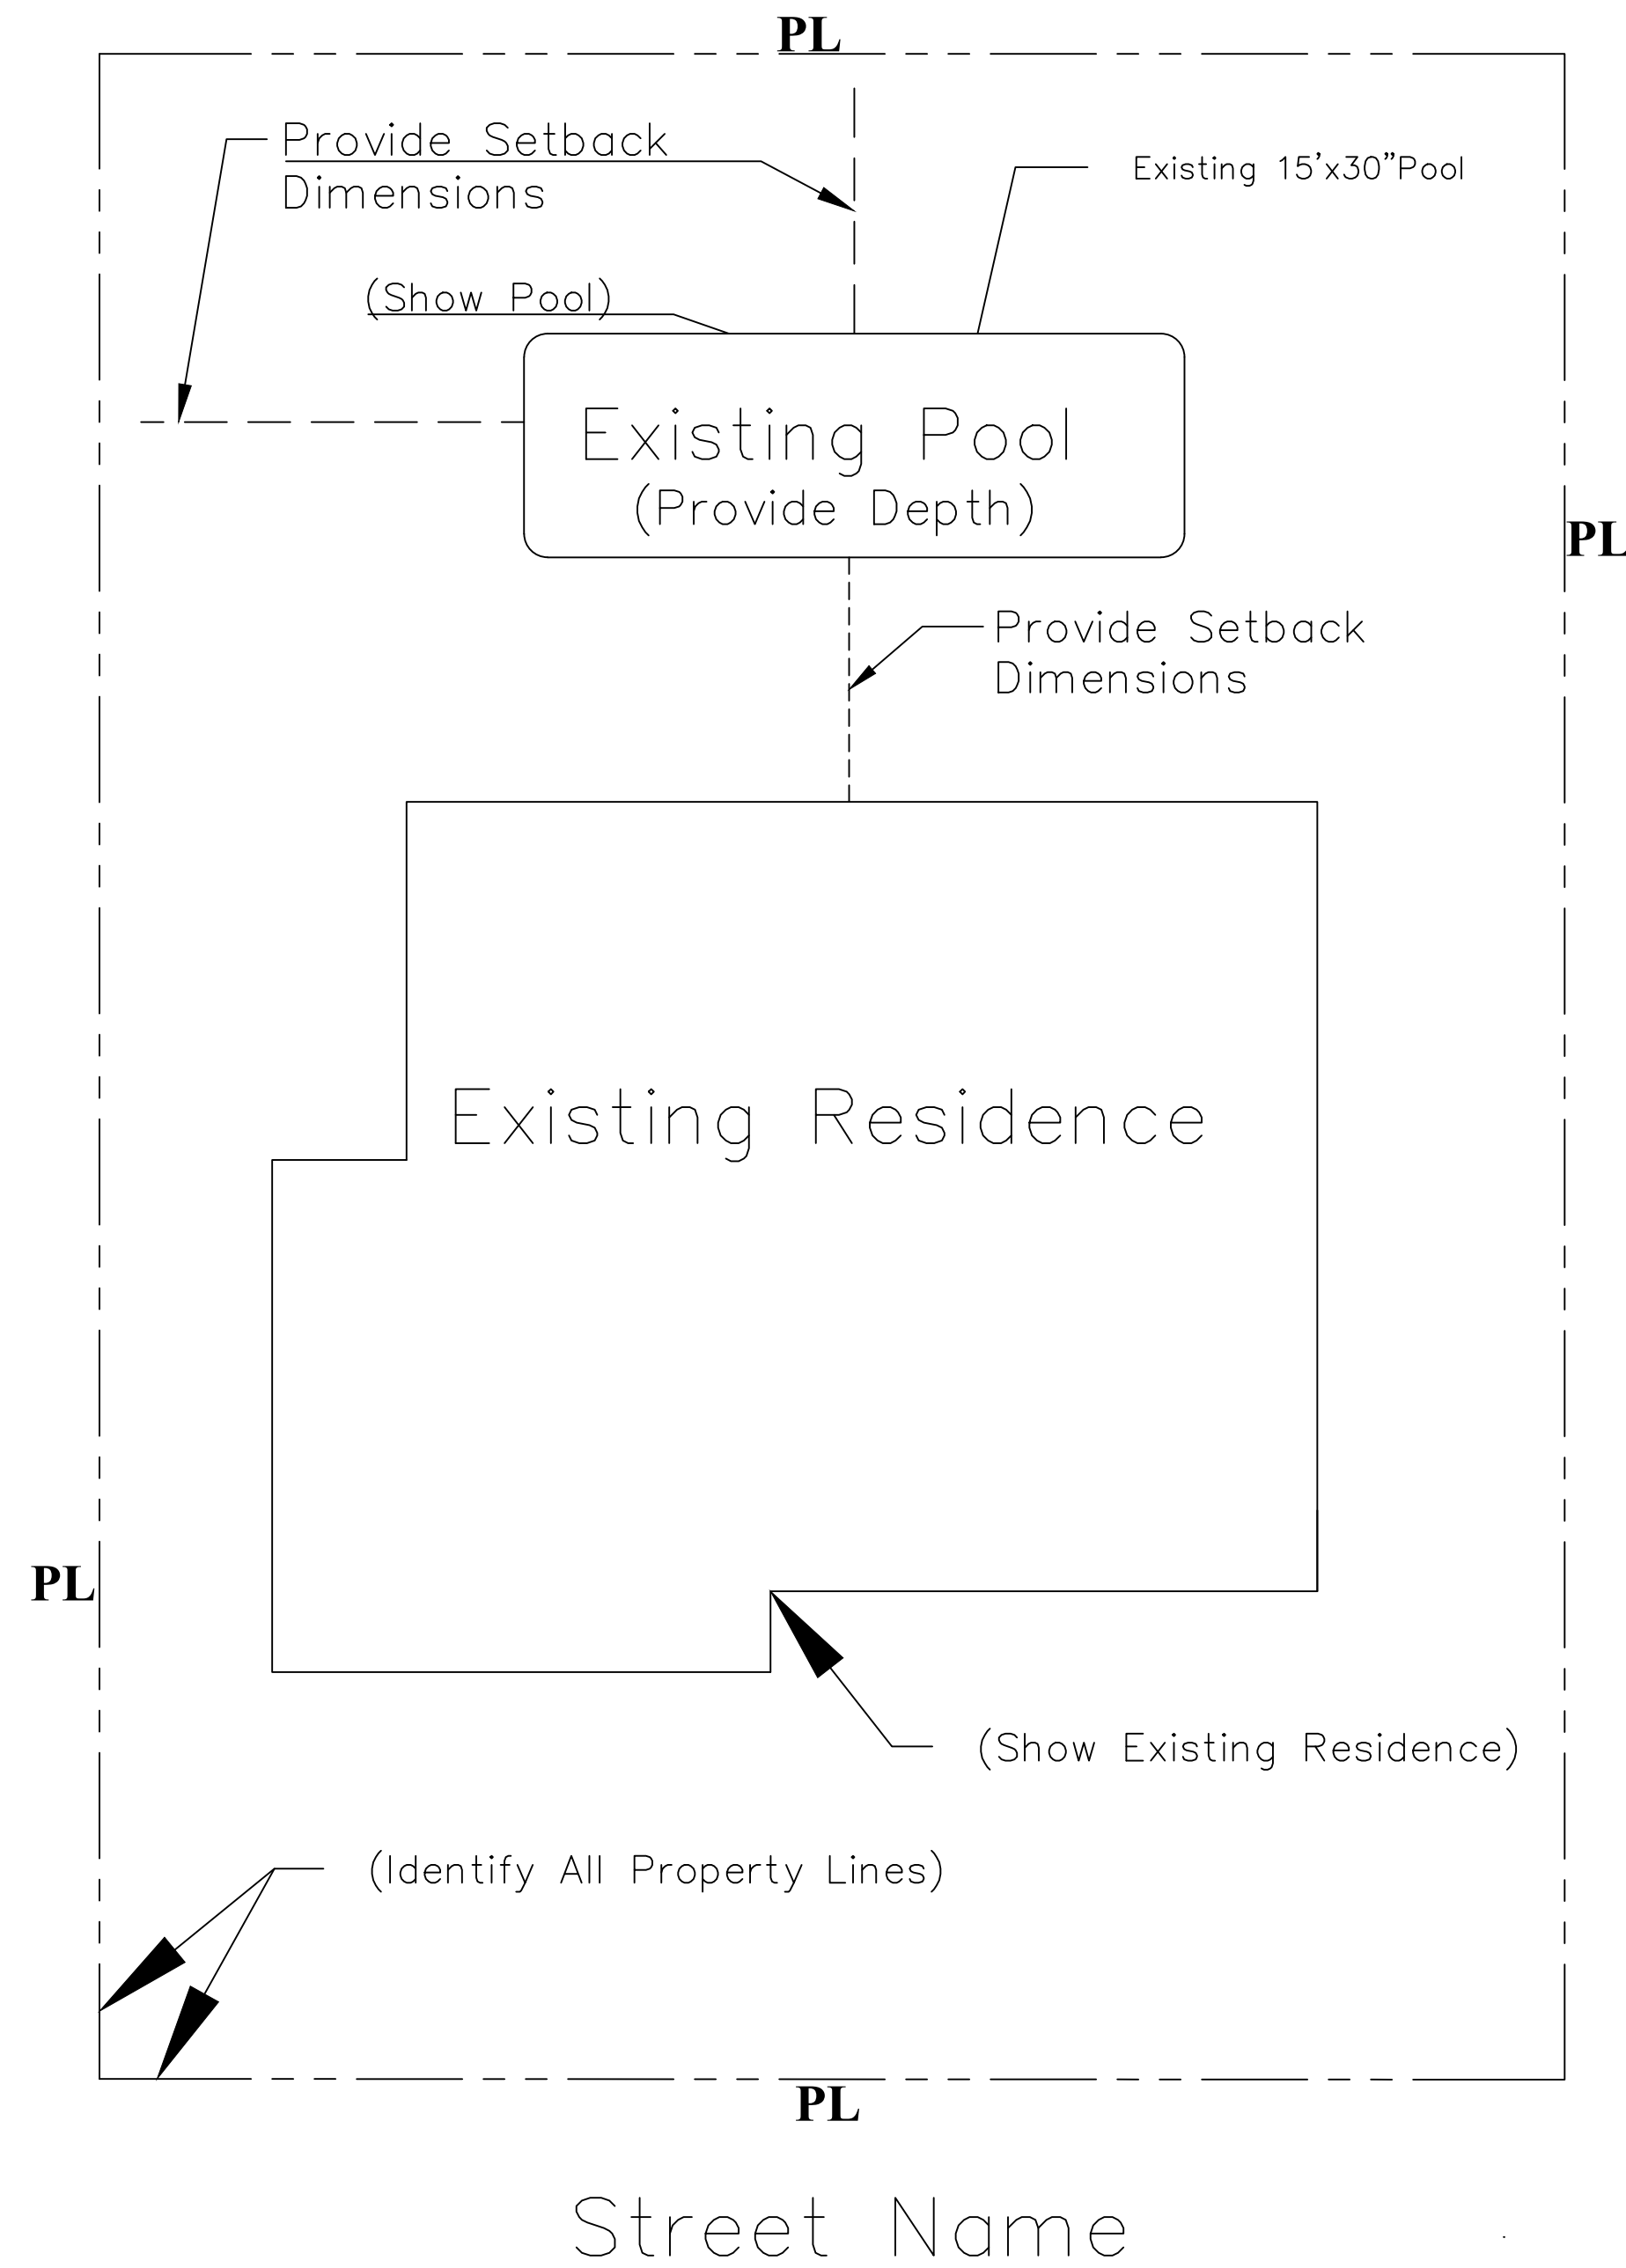 PL
Provide Setback
Dimensions
Existing 15’x30”Pool
(Show Pool)
Existing Pool
(Provide Depth)
PL
Provide Setback
Dimensions
Existing Residence
PL
(Show Existing Residence)
(Identify All Property Lines)
PL
Street Name